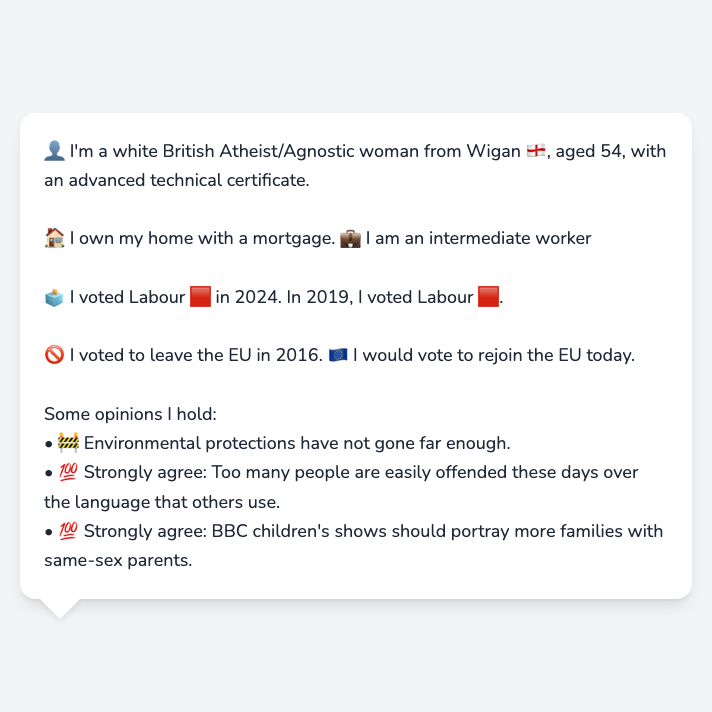 👤 I'm a white British Atheist/Agnostic woman from Wigan 🏴󠁧󠁢󠁥󠁮󠁧󠁿, aged 54, with
an advanced technical certificate.
🏠 I own my home with a mortgage. 💼 I am an intermediate worker
🗳️ I voted Labour 🟥 in 2024. In 2019, I voted Labour 🟥.
🚫 I voted to leave the EU in 2016. 🇪🇺 I would vote to rejoin the EU today.
Some opinions I hold:
• 🚧 Environmental protections have not gone far enough.
• 💯 Strongly agree: Too many people are easily offended these days over
the language that others use.
• 💯 Strongly agree: BBC children's shows should portray more families with
same-sex parents.